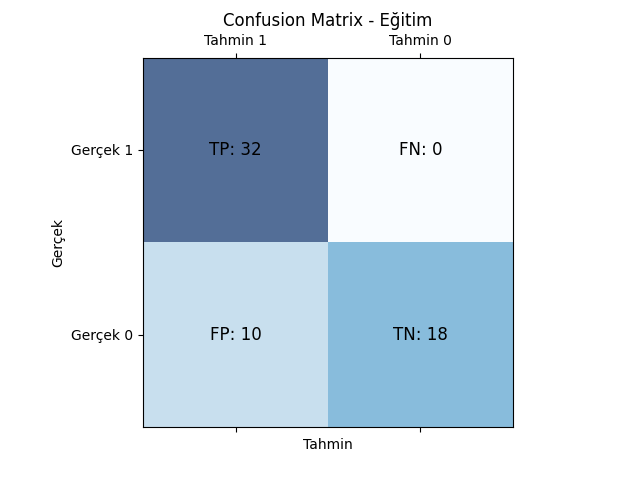 Confusion Matrix - Eğitim
Tahmin 1 Tahmin 0
Gerçek 1 TP: 32 FN: 0
Gerçek
Gerçek 0 FP: 10 TN: 18
Tahmin